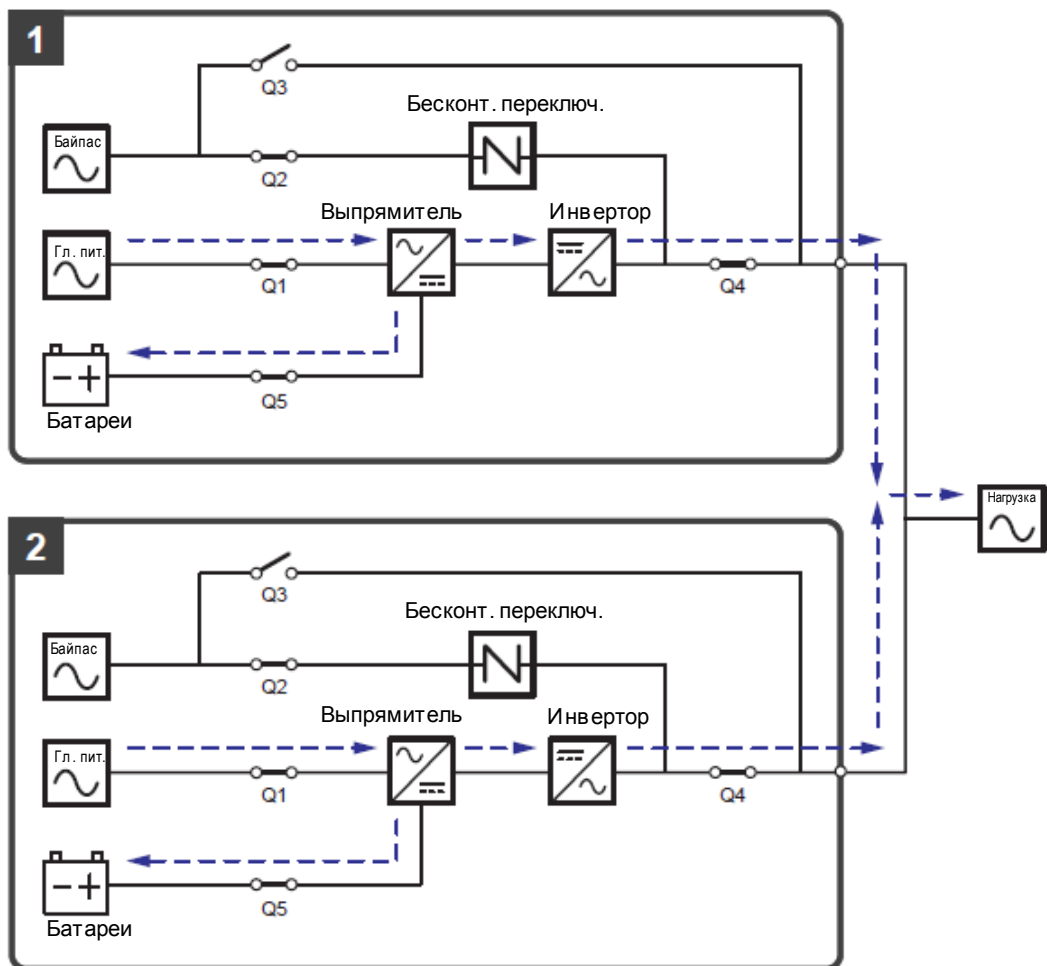 1
Q3
Бесконт. переключ.
Байпас
Q2
Выпрямитель Инвертор
Гл. пит.
Q1 Q4
Q5
Батареи
Нагрузка
2
Q3
Бесконт. переключ.
Байпас
Q2
Выпрямитель Инвертор
Гл. пит.
Q1 Q4
Q5
Батареи